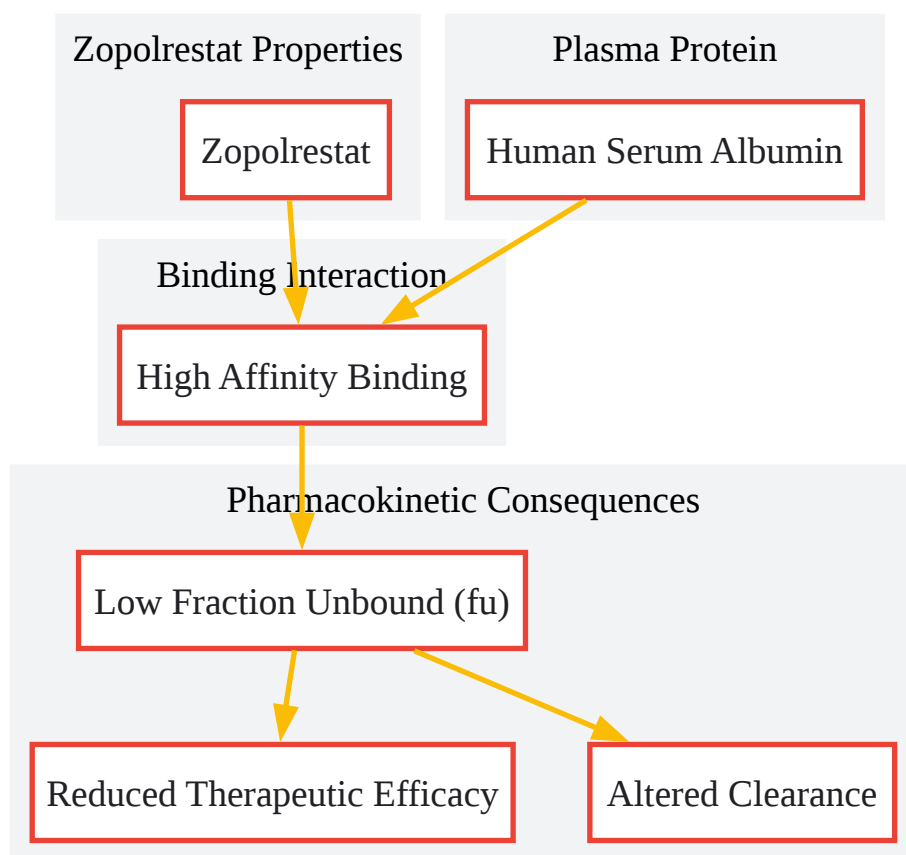 Zopolrestat Properties
Plasma Protein
Zopolrestat
Human Serum Albumin
Binding Interaction
High Affinity Binding
Pharmacokinetic Consequences
Low Fraction Unbound (fu)
Reduced Therapeutic Efficacy
Altered Clearance